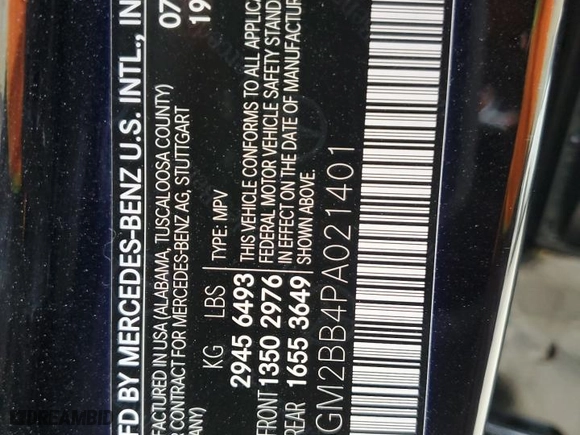 FD BY MERCEDES-BENZ U.S. INTL., IN
07
FACTURED IN USA (ALABAMA, TUSCALOOSA COUNTY)
R CONTRACT FOR MERCEDES-BENZ AG, STUTTGART
ANY)
19
KG LBS TYPE: MPV
2945 6493 THIS VEHICLE CONFORMS TO ALL APPLICA
FRONT 1350 2976 FEDERAL MOTOR VEHICLE SAFETY STAND
IN EFFECT ON THE DATE OF MANUFACTUR
REAR 1655 3649 SHOWN ABOVE.
GM2BB4PA021401
DREAMBID